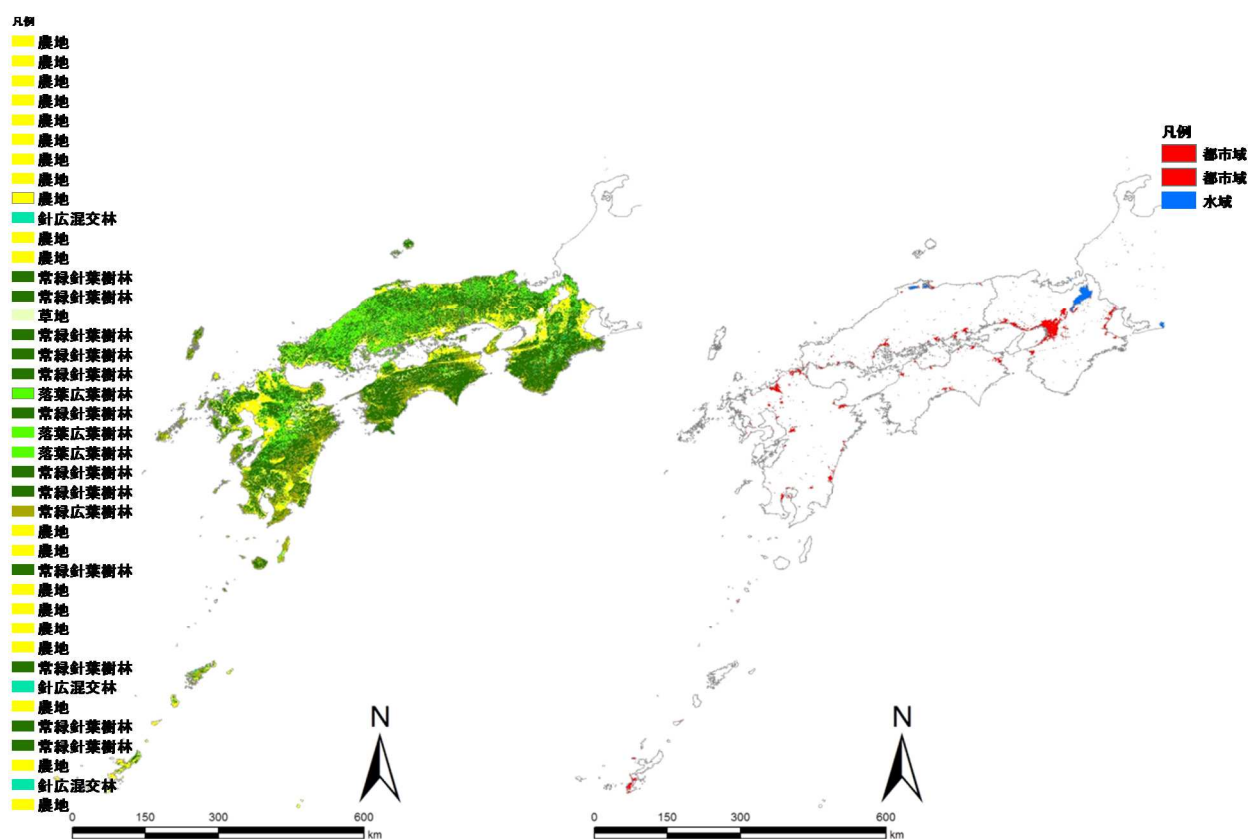 凡例
農地
農地
農地
農地
農地
農地
農地
農地
農地
針広混交林
農地
農地
常緑針葉樹林
常緑針葉樹林
草地
常緑針葉樹林
常緑針葉樹林
常緑針葉樹林
落葉広葉樹林
常緑針葉樹林
落葉広葉樹林
落葉広葉樹林
常緑針葉樹林
常緑針葉樹林
常緑広葉樹林
農地
農地
常緑針葉樹林
農地
農地
農地
農地
常緑針葉樹林
針広混交林
農地
常緑針葉樹林
常緑針葉樹林
農地
針広混交林
農地
N
0 150 300 600
km
凡例
都市域
都市域
水域
N
0 150 300 600
km